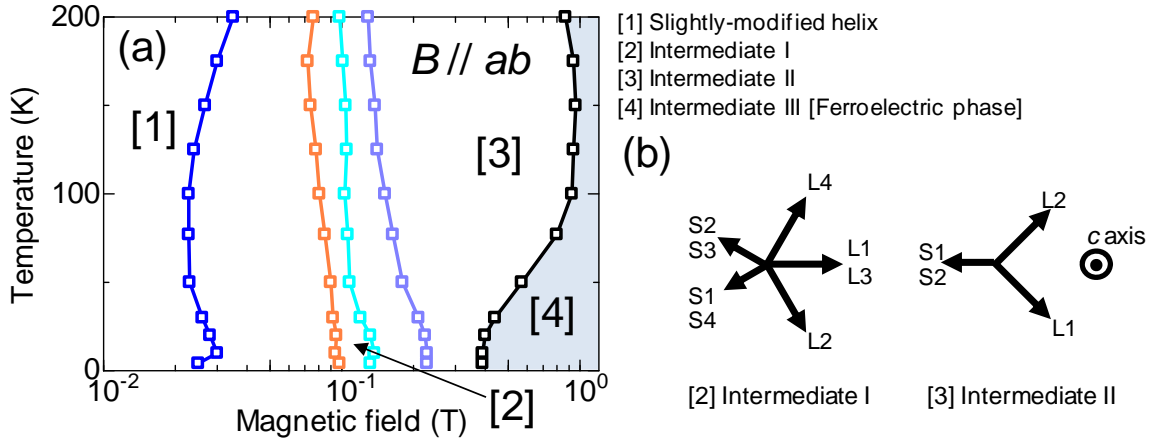 (a)
B // ab
[1]
[3]
[4]
[2]
200
100
0
Temperature (K)
10-2
10-1
100
Magnetic field (T)
[1] Slightly-modified helix
[2] Intermediate I
[3] Intermediate II
[4] Intermediate III [Ferroelectric phase]
(b)
L4
S2
S3
L1
L3
S1
S4
L2
[2] Intermediate I
L2
S1
S2
L1
c axis
[3] Intermediate II